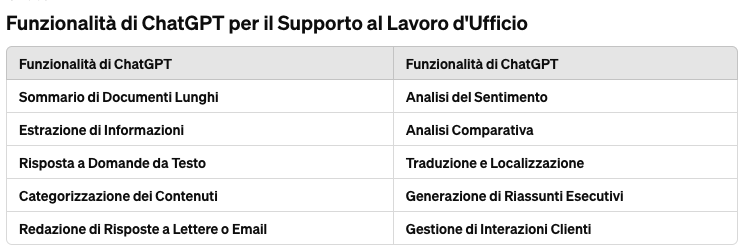 Funzionalità di ChatGPT per il Supporto al Lavoro d'Ufficio
Funzionalità di ChatGPT Funzionalità di ChatGPT
Sommario di Documenti Lunghi Analisi del Sentimento
Estrazione di Informazioni Analisi Comparativa
Risposta a Domande da Testo Traduzione e Localizzazione
Categorizzazione dei Contenuti Generazione di Riassunti Esecutivi
Redazione di Risposte a Lettere o Email Gestione di Interazioni Clienti